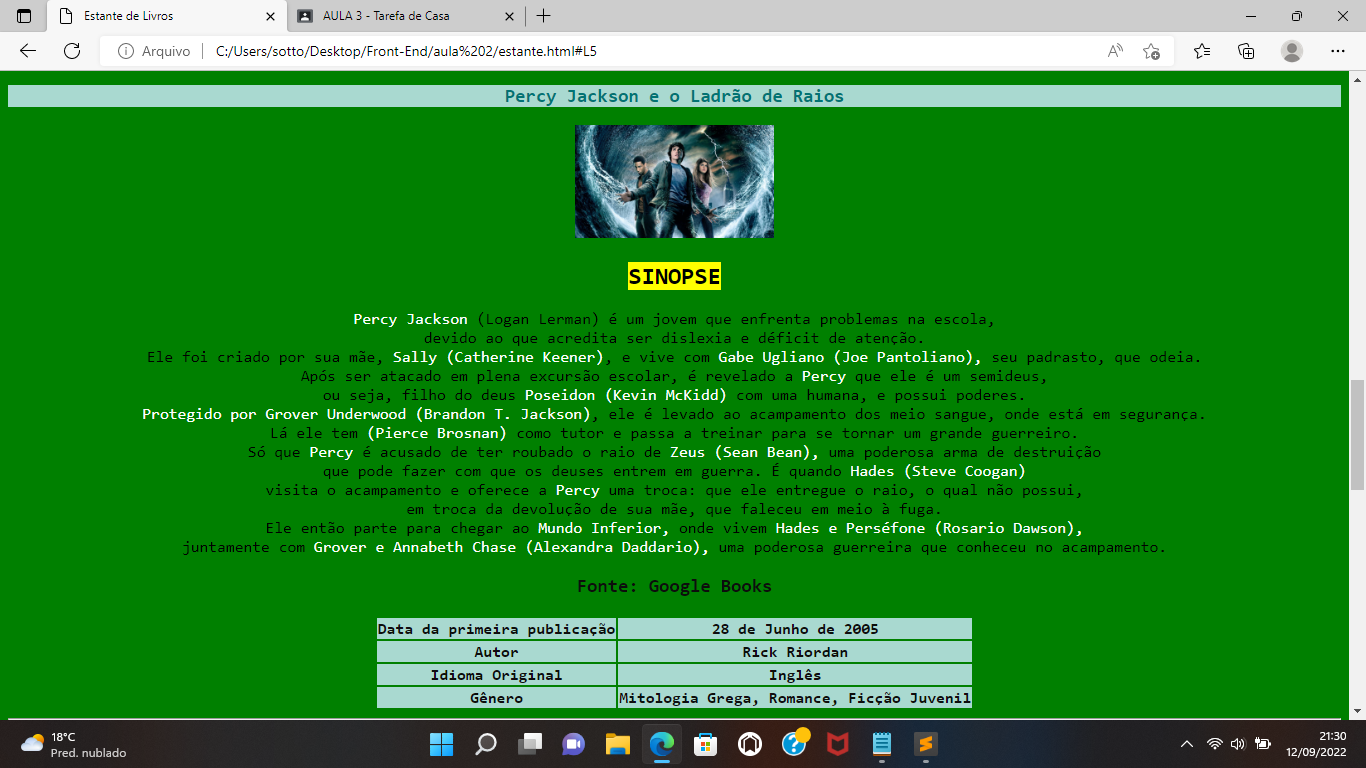 Estante de Livros
AULA 3 - Tarefa de Casa
Arquivo
C:/Users/sotto/Desktop/Front-End/aula%202/estante.html#L5
Percy Jackson e o Ladrão de Raios
SINOPSE
Percy Jackson (Logan Lerman) é um jovem que enfrenta problemas na escola,
devido ao que acredita ser dislexia e déficit de atenção.
Ele foi criado por sua mãe, Sally (Catherine Keener), e vive com Gabe Ugliano (Joe Pantoliano), seu padrasto, que odeia.
Após ser atacado em plena excursão escolar, é revelado a Percy que ele é um semideus,
ou seja, filho do deus Poseidon (Kevin McKidd) com uma humana, e possui poderes.
Protegido por Grover Underwood (Brandon T. Jackson), ele é levado ao acampamento dos meio sangue, onde está em segurança.
Lá ele tem (Pierce Brosnan) como tutor e passa a treinar para se tornar um grande guerreiro.
Só que Percy é acusado de ter roubado o raio de Zeus (Sean Bean), uma poderosa arma de destruição
que pode fazer com que os deuses entrem em guerra. É quando Hades (Steve Coogan)
visita o acampamento e oferece a Percy uma troca: que ele entregue o raio, o qual não possui,
em troca da devolução de sua mãe, que faleceu em meio à fuga.
Ele então parte para chegar ao Mundo Inferior, onde vivem Hades e Perséfone (Rosario Dawson),
juntamente com Grover e Annabeth Chase (Alexandra Daddario), uma poderosa guerreira que conheceu no acampamento.
Fonte: Google Books
Data da primeira publicação 28 de Junho de 2005
Autor Rick Riordan
Idioma Original Inglês
Gênero Mitologia Grega, Romance, Ficção Juvenil
18°C
Pred. nublado
21:30
12/09/2022